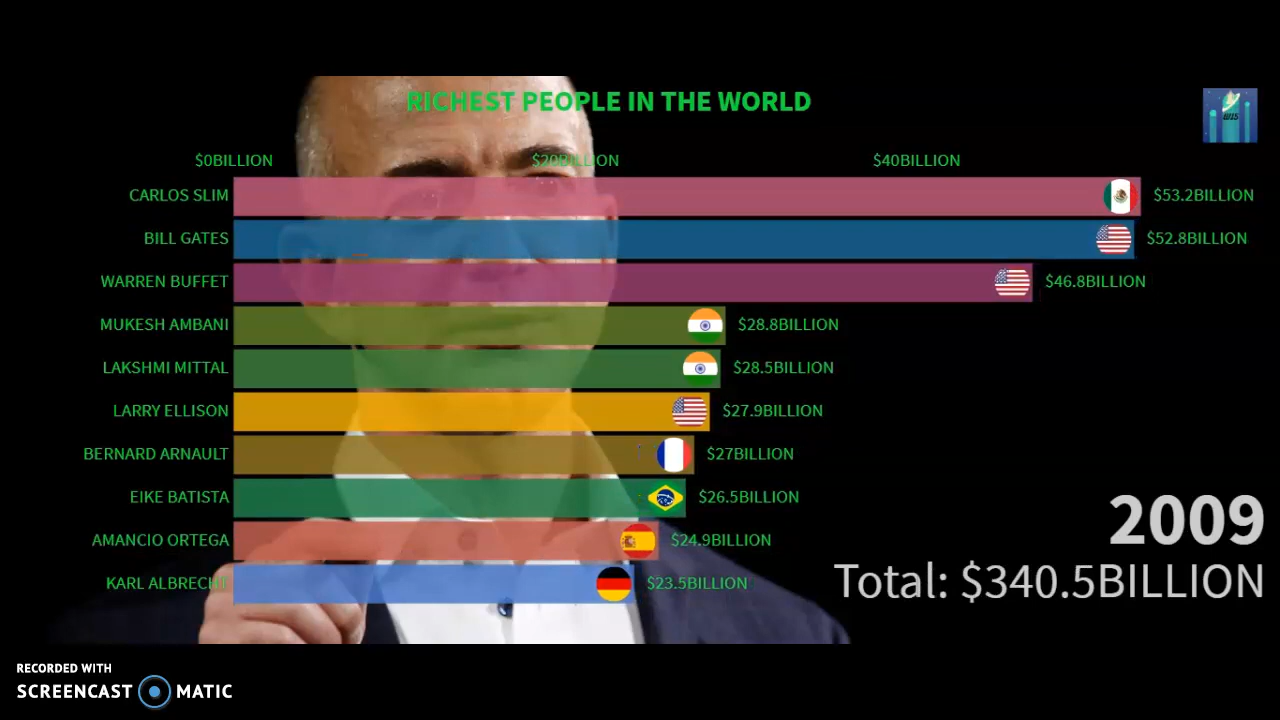 RICHEST PEOPLE IN THE WORLD
$0BILLION $20BILLION $40BILLION
CARLOS SLIM $53.2BILLION
BILL GATES $52.8BILLION
WARREN BUFFET $46.8BILLION
MUKESH AMBANI $28.8BILLION
LAKSHMI MITTAL $28.5BILLION
LARRY ELLISON $27.9BILLION
BERNARD ARNAULT $27BILLION
EIKE BATISTA $26.5BILLION
AMANCIO ORTEGA $24.9BILLION
KARL ALBRECHT $23.5BILLION
2009
Total: $340.5BILLION
RECORDED WITH
SCREENCAST MATIC